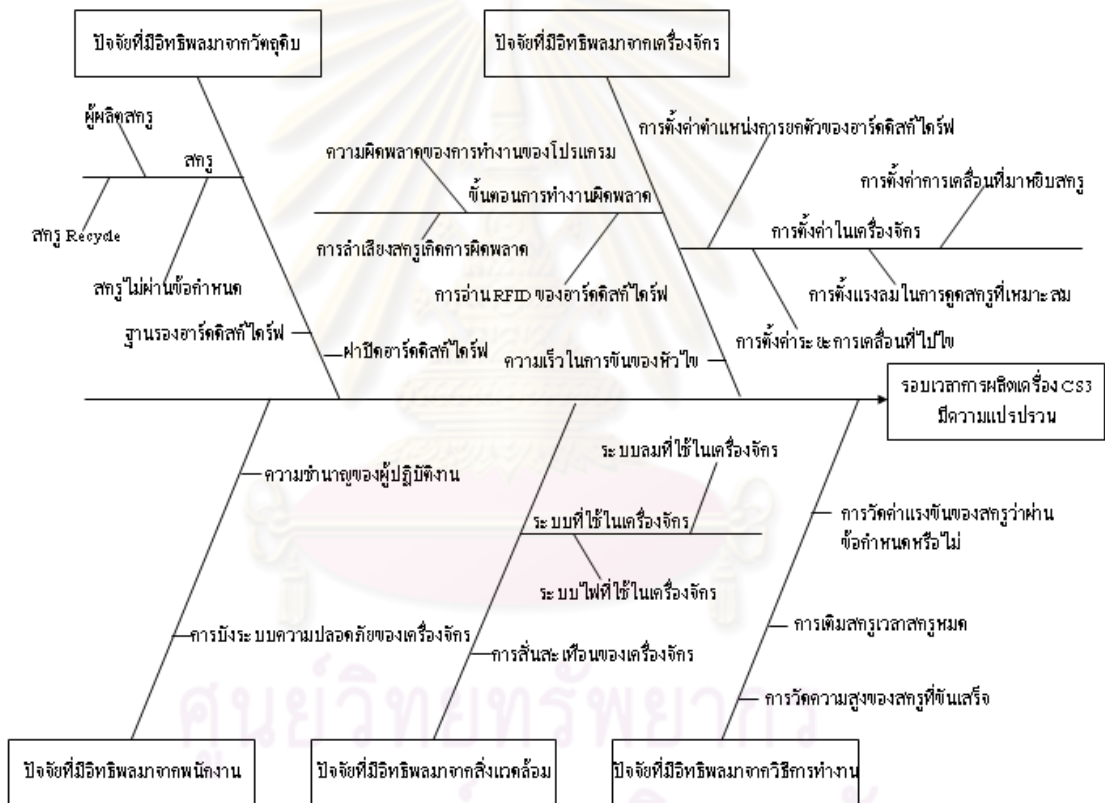 ปัจจัยที่มีอิทธิพลมาจากวัตถุดิบ
ปัจจัยที่มีอิทธิพลมาจากเครื่องจักร
ผู้ผลิตสกรู
สกรู
สกรู Recycle
สกรูไม่ผ่านข้อกำหนด
ฐานรองฮาร์ดดิสก์ไดร์ฟ
ฝาปิดฮาร์ดดิสก์ไดร์ฟ
ความผิดพลาดของการทำงานของโปรแกรม
ขั้นตอนการทำงานผิดพลาด
การลำเลียงสกรูเกิดการผิดพลาด
การอ่าน RFID ของฮาร์ดดิสก์ไดร์ฟ
ความเร็วในการขันของหัวไข
การตั้งค่าตำแหน่งการยกตัวของฮาร์ดดิสก์ไดร์ฟ
การตั้งค่าการเคลื่อนที่มาหยิบสกรู
การตั้งค่าในเครื่องจักร
การตั้งแรงลมในการดูดสกรูที่เหมาะสม
การตั้งค่าระยะการเคลื่อนที่ไปไข
รอบเวลาการผลิตเครื่อง CS3
มีความแปรปรวน
ความชำนาญของผู้ปฏิบัติงาน
การบังระบบความปลอดภัยของเครื่องจักร
ระบบลมที่ใช้ในเครื่องจักร
ระบบที่ใช้ในเครื่องจักร
ระบบไฟที่ใช้ในเครื่องจักร
การสั่นสะเทือนของเครื่องจักร
การวัดค่าแรงขันของสกรูว่าผ่าน
ข้อกำหนดหรือไม่
การเติมสกรูเวลาสกรูหมด
การวัดความสูงของสกรูที่ขันเสร็จ
ปัจจัยที่มีอิทธิพลมาจากพนักงาน
ปัจจัยที่มีอิทธิพลมาจากสิ่งแวดล้อม
ปัจจัยที่มีอิทธิพลมาจากวิธีการทำงาน
ศูนย์วิทยทรัพยากร